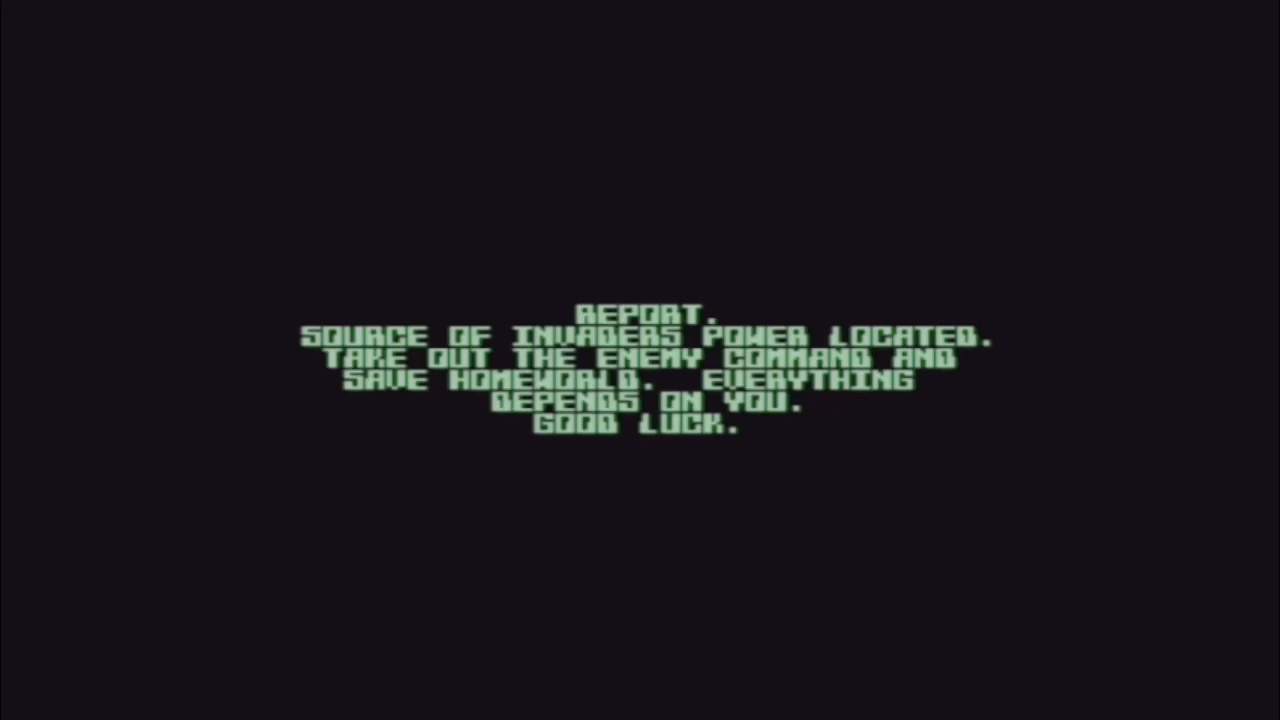 REPORT.
SOURCE OF INVADERS POWER LOCATED.
TAKE OUT THE ENEMY COMMAND AND
SAVE HOMEWORLD.  EVERYTHING
DEPENDS ON YOU.
GOOD LUCK.